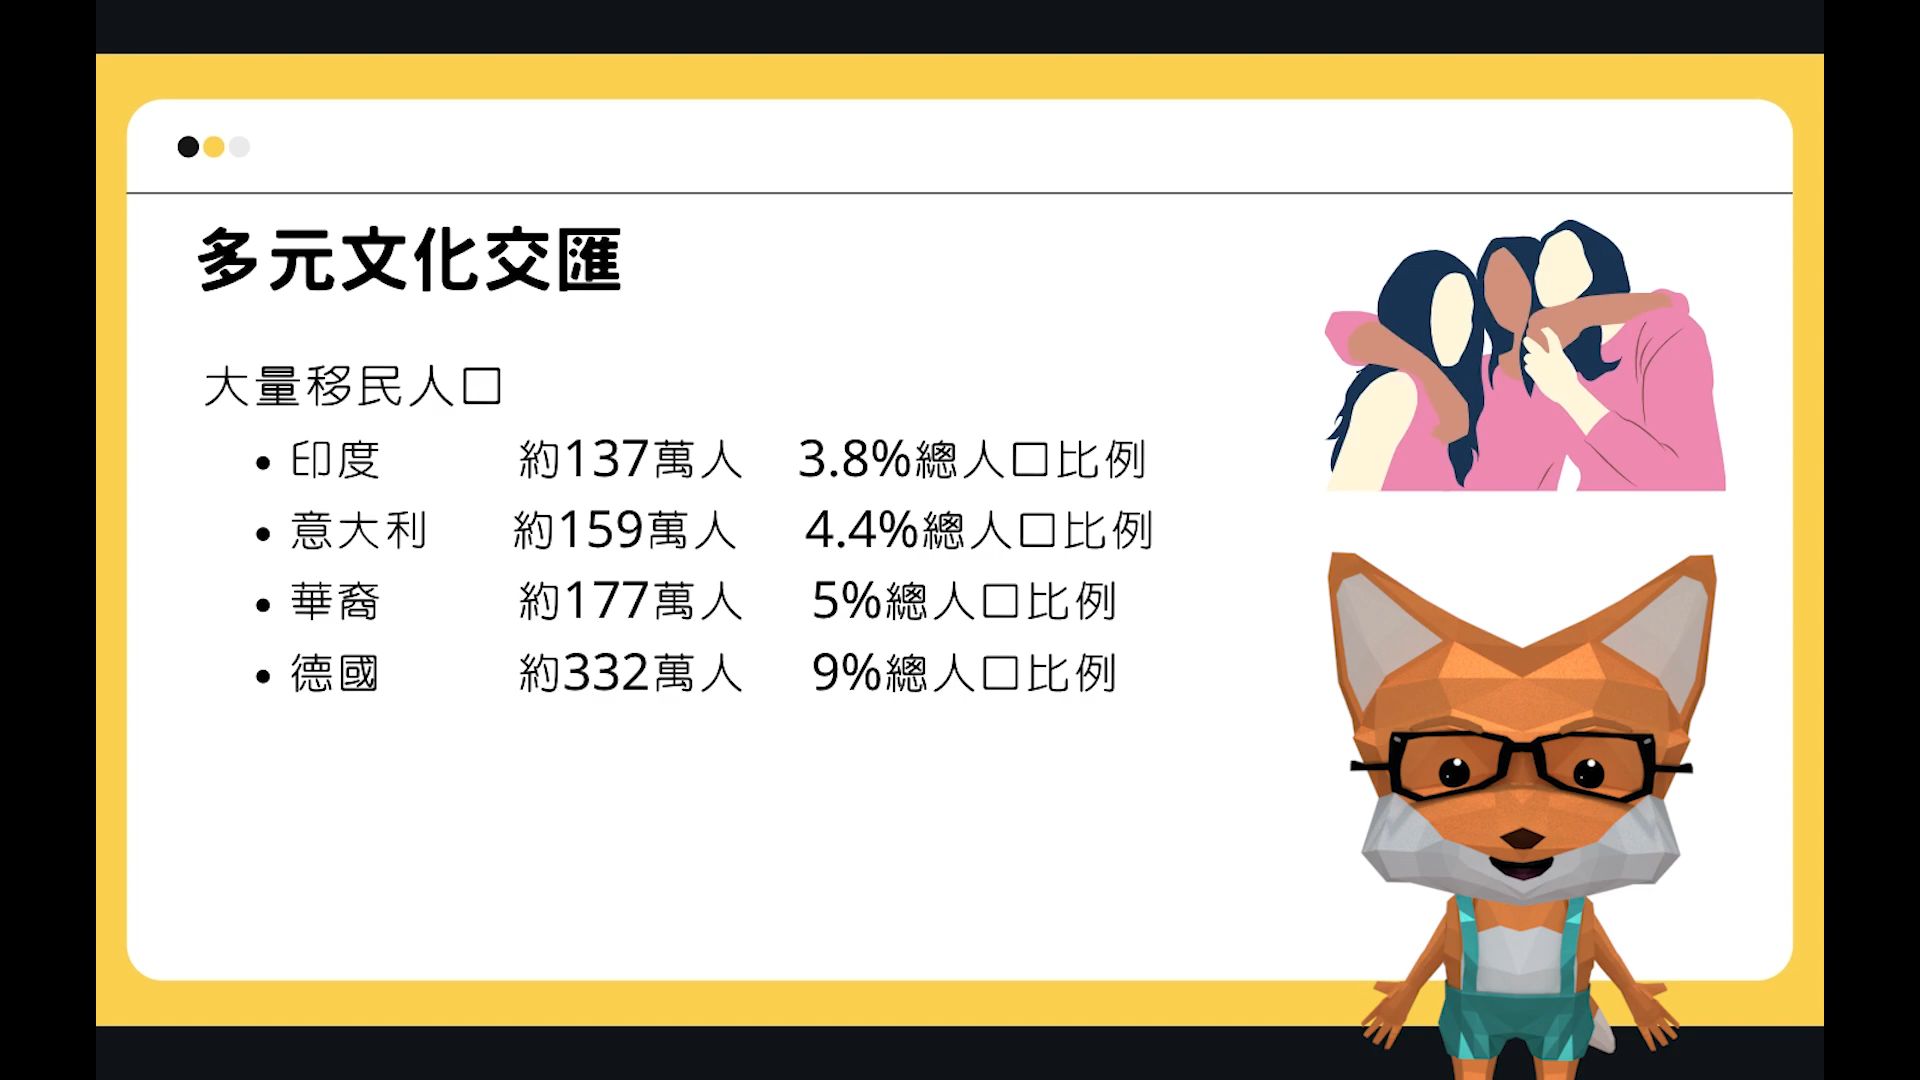 多元文化交匯
大量移民人口
• 印度 約137萬人 3.8%總人口比例
• 意大利 約159萬人 4.4%總人口比例
• 華裔 約177萬人 5%總人口比例
• 德國 約332萬人 9%總人口比例